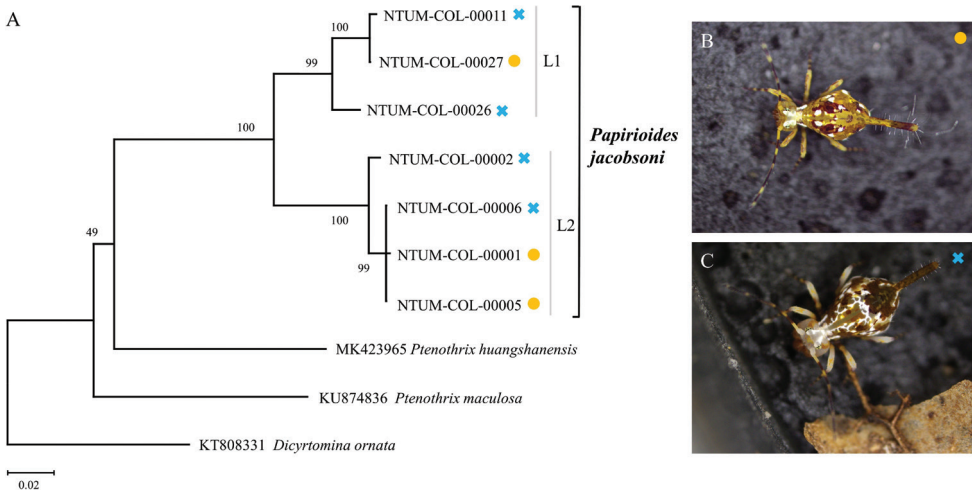 A
NTUM-COL-00011
100
NTUM-COL-00027
L1
99
NTUM-COL-00026
100
Papirioides
jacobsoni
NTUM-COL-00002
NTUM-COL-00006
100
L2
49
NTUM-COL-00001
99
NTUM-COL-00005
MK423965 Ptenothrix huangshanensis
KU874836 Ptenothrix maculosa
KT808331 Dicyrtomina ornata
0.02
B
C